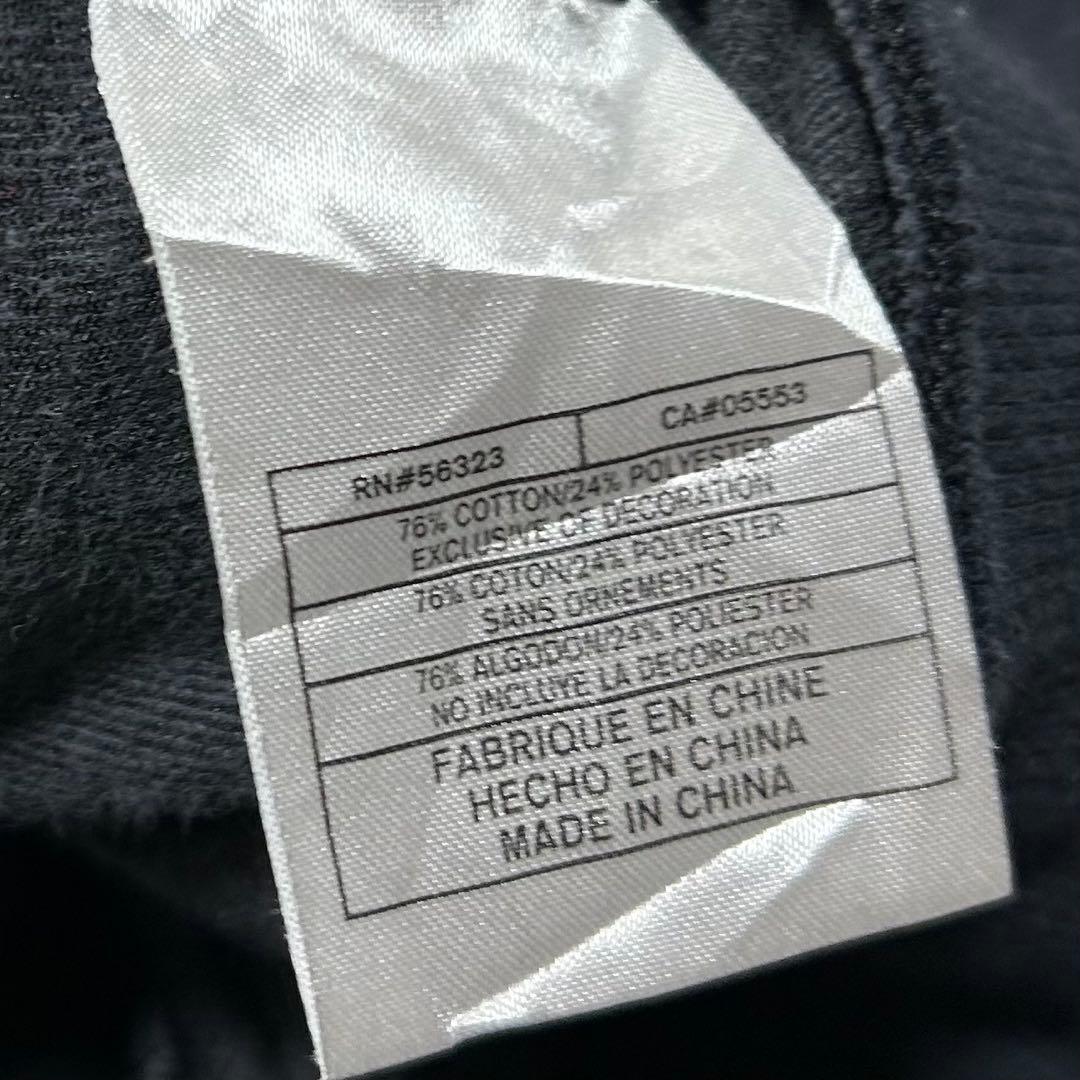 RN#56323 CA#05553
76% COTTON/24% POLYESTER
EXCLUSIVE OF DECORATION
76% COTON/24% POLYESTER
SANS ORNEMENTS
76% ALGODON/24% POLIESTER
NO INCLUYE LA DECORACION
FABRIQUE EN CHINE
HECHO EN CHINA
MADE IN CHINA